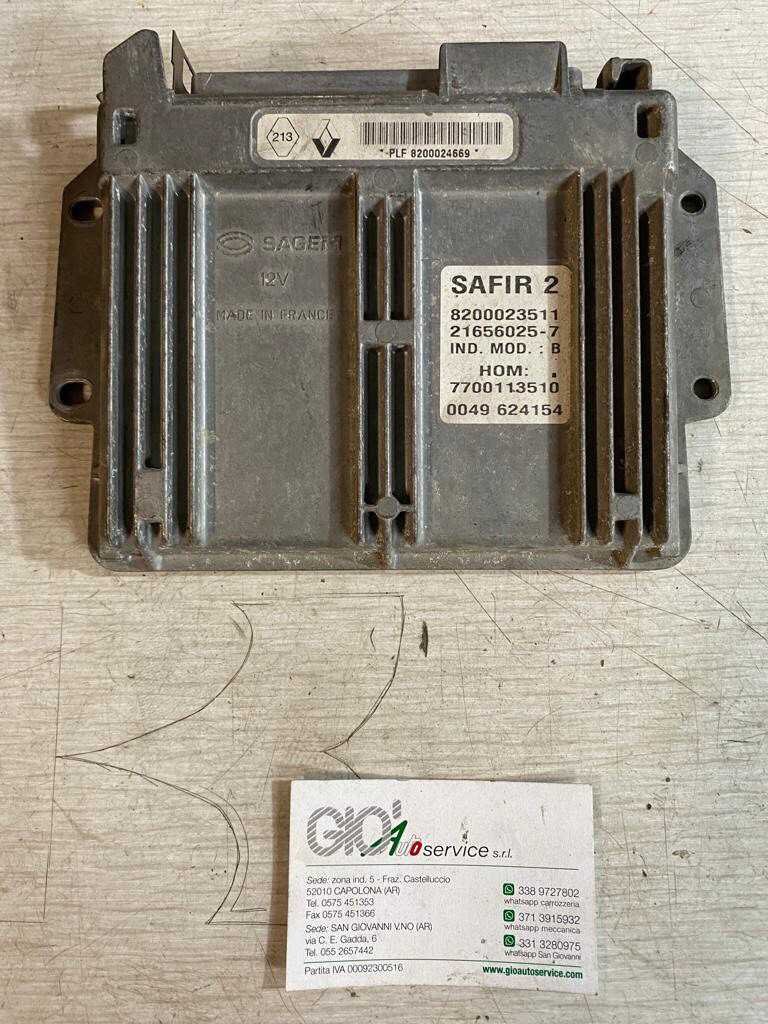 213
*-PLF 8200024669 *
SAGEM
12V
MADE IN FRANCE
SAFIR 2
8200023511
21656025-7
IND. MOD. : B
HOM:
7700113510
0049 624154
GIO'
Autoservice s.r.l.
Sede: zona ind. 5 - Fraz. Castelluccio
52010 CAPOLONA (AR)
Tel. 0575 451353
Fax 0575 451366
Sede: SAN GIOVANNI V.NO (AR)
via C. E. Gadda, 6
Tel. 055 2657442
Partita IVA 00092300516
338 9727802
whatsapp carrozzeria
371 3915932
whatsapp meccanica
331 3280975
whatsapp San Giovanni
www.gioautoservice.com